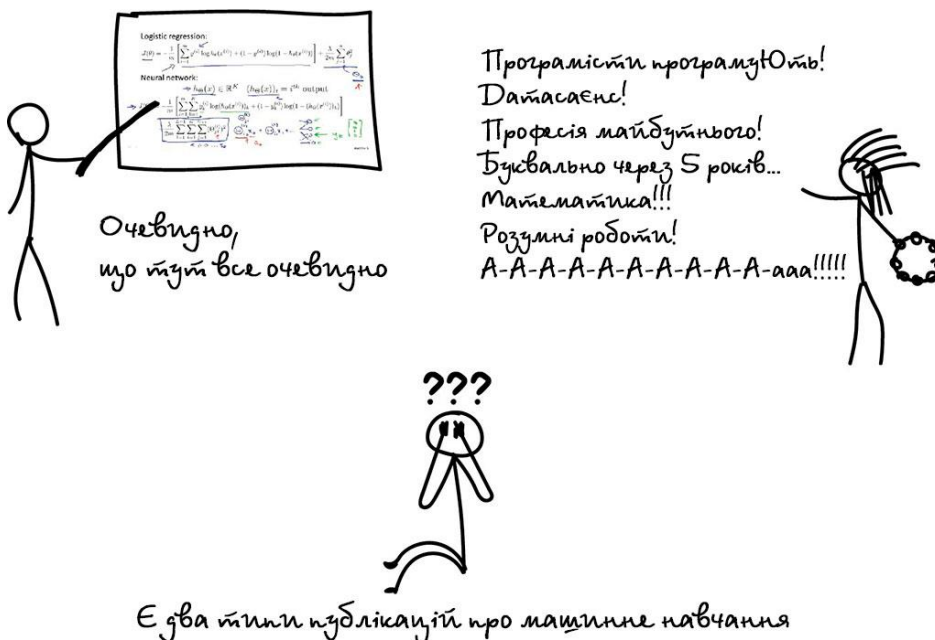 Logistic regression:
Neural network:
Очевидно,
що тут все очевидно
Програмісти програмуЮть!
Датасаєнс!
Професія майбутнього!
Буквально через 5 років...
Математика!!!
Розумні роботи!
А-А-А-А-А-А-А-А-А-А-ааа!!!!!
???
Є два типи публікацій про машинне навчання